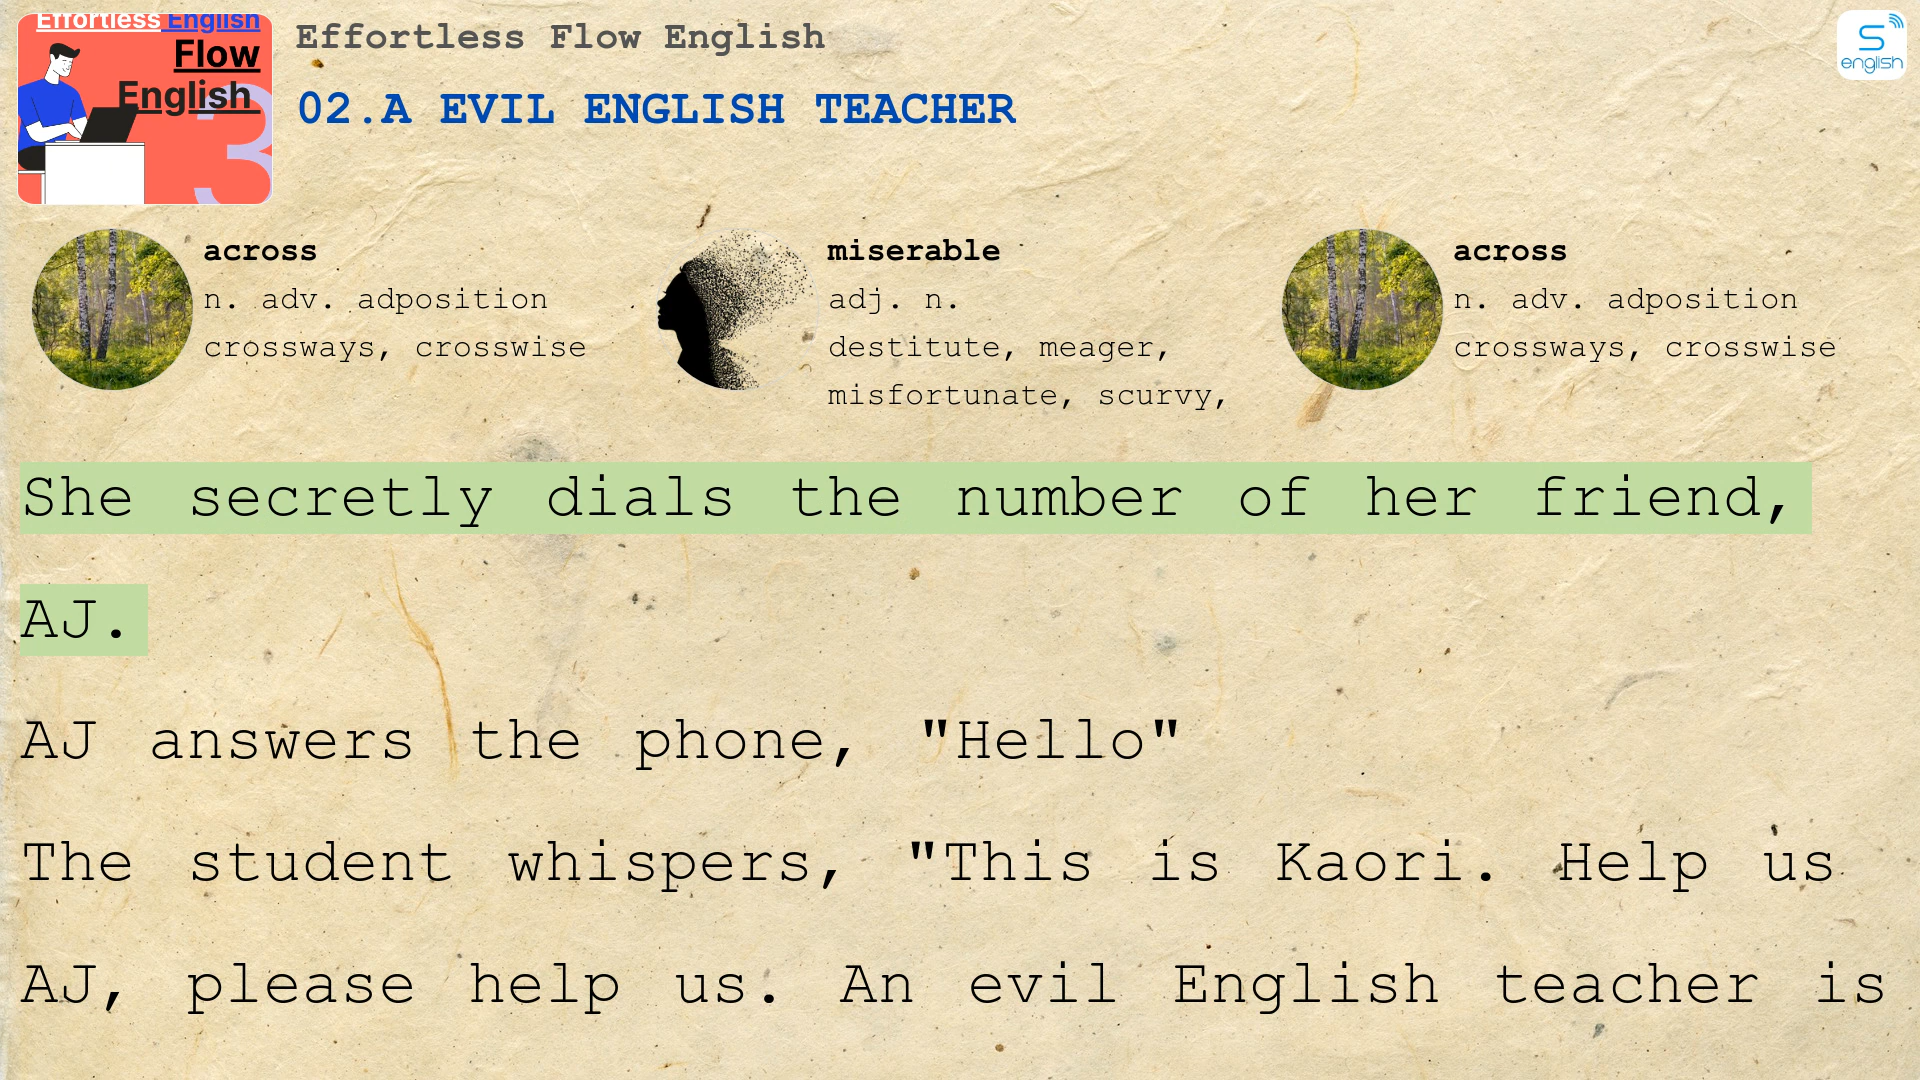 Effortless English
Flow
English
3
Effortless Flow English
02.A EVIL ENGLISH TEACHER
S
english
across
n. adv. adposition
crossways, crosswise
miserable
adj. n.
destitute, meager,
misfortunate, scurvy,
across
n. adv. adposition
crossways, crosswise
She secretly dials the number of her friend,
AJ.
AJ answers the phone, "Hello"
The student whispers, "This is Kaori. Help us
AJ, please help us. An evil English teacher is